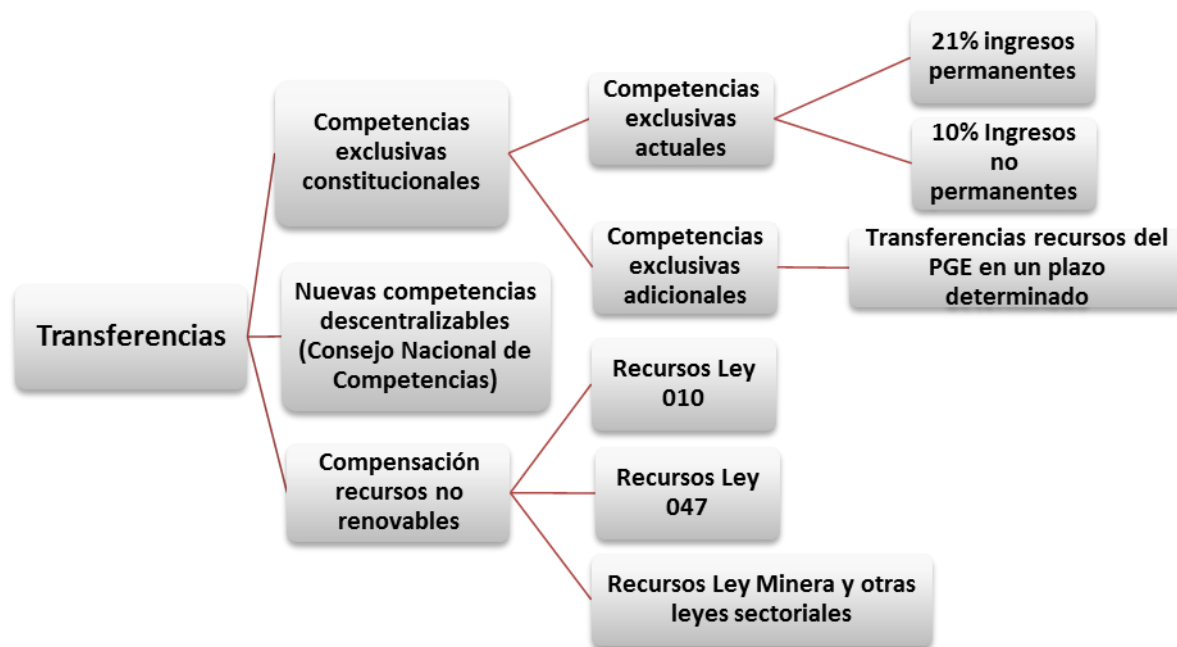 Transferencias
Competencias
exclusivas
constitucionales
Competencias
exclusivas
actuales
21% ingresos
permanentes
10% Ingresos
no
permanentes
Competencias
exclusivas
adicionales
Transferencias recursos del
PGE en un plazo
determinado
Nuevas competencias
descentralizables
(Consejo Nacional de
Competencias)
Compensación
recursos no
renovables
Recursos Ley
010
Recursos Ley
047
Recursos Ley Minera y otras
leyes sectoriales